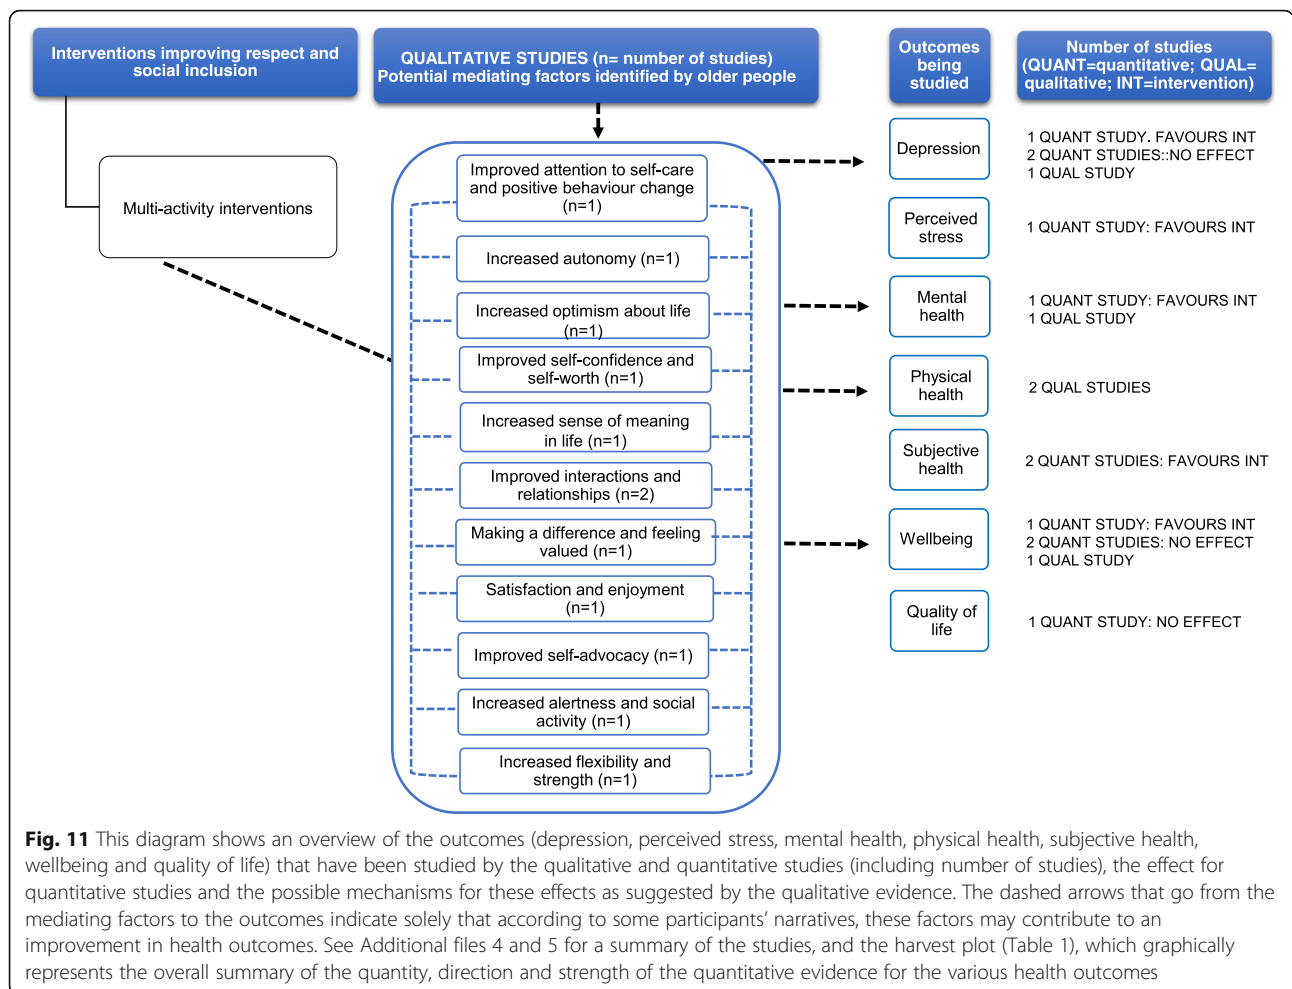 Interventions improving respect and
social inclusion
QUALITATIVE STUDIES (n= number of studies)
Potential mediating factors identified by older people
Outcomes
being
studied
Number of studies
(QUANT=quantitative; QUAL=
qualitative; INT=intervention)
Multi-activity interventions
Improved attention to self-care
and positive behaviour change
(n=1)
Increased autonomy (n=1)
Increased optimism about life
(n=1)
Improved self-confidence and
self-worth (n=1)
Increased sense of meaning
in life (n=1)
Improved interactions and
relationships (n=2)
Making a difference and feeling
valued (n=1)
Satisfaction and enjoyment
(n=1)
Improved self-advocacy (n=1)
Increased alertness and social
activity (n=1)
Increased flexibility and
strength (n=1)
Depression
1 QUANT STUDY. FAVOURS INT
2 QUANT STUDIES::NO EFFECT
1 QUAL STUDY
Perceived
stress
1 QUANT STUDY: FAVOURS INT
Mental
health
1 QUANT STUDY: FAVOURS INT
1 QUAL STUDY
Physical
health
2 QUAL STUDIES
Subjective
health
2 QUANT STUDIES: FAVOURS INT
Wellbeing
1 QUANT STUDY: FAVOURS INT
2 QUANT STUDIES: NO EFFECT
1 QUAL STUDY
Quality of
life
1 QUANT STUDY: NO EFFECT
Fig. 11 This diagram shows an overview of the outcomes (depression, perceived stress, mental health, physical health, subjective health,
wellbeing and quality of life) that have been studied by the qualitative and quantitative studies (including number of studies), the effect for
quantitative studies and the possible mechanisms for these effects as suggested by the qualitative evidence. The dashed arrows that go from the
mediating factors to the outcomes indicate solely that according to some participants' narratives, these factors may contribute to an
improvement in health outcomes. See Additional files 4 and 5 for a summary of the studies, and the harvest plot (Table 1), which graphically
represents the overall summary of the quantity, direction and strength of the quantitative evidence for the various health outcomes